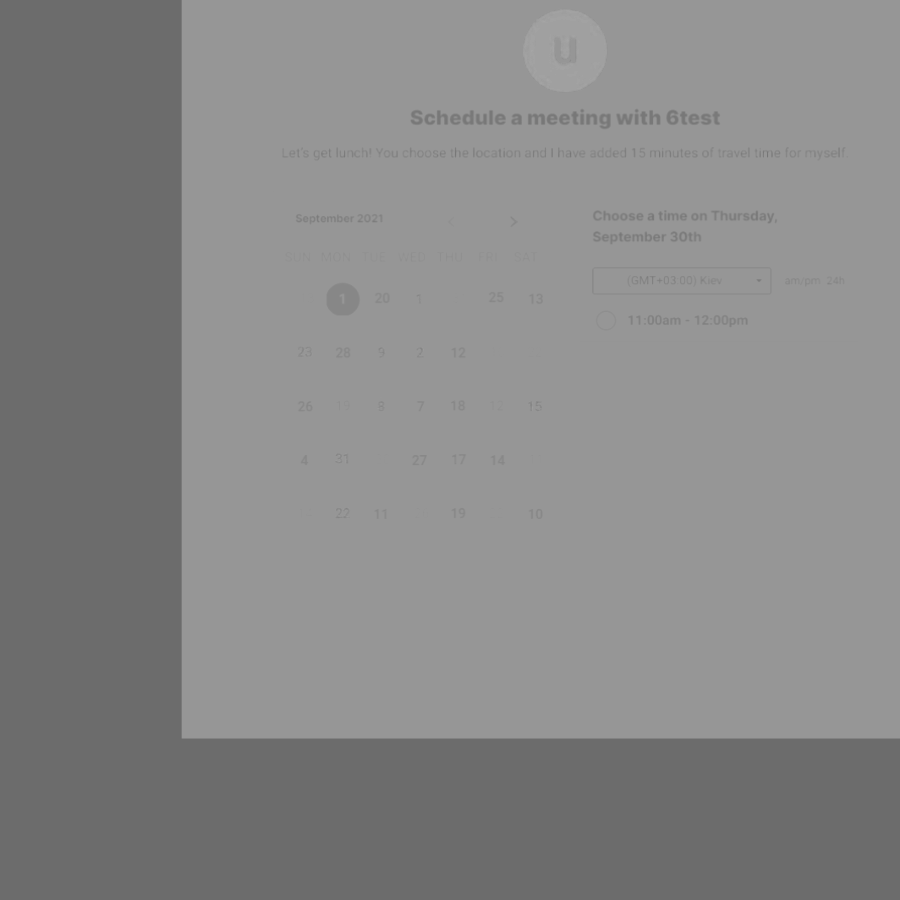 U
Schedule a meeting with 6test
Let's get lunch! You choose the location and I have added 15 minutes of travel time for myself
September 2021
SUN MON TUE WED THU FRI SAT
1 20 1 25 13
23 28 9 2 12
26 7 18 15
4 31 27 17 14
22 11 19 10
Choose a time on Thursday,
September 30th
(GMT+03:00) Kiev
am/pm 24h
11:00am - 12:00pm